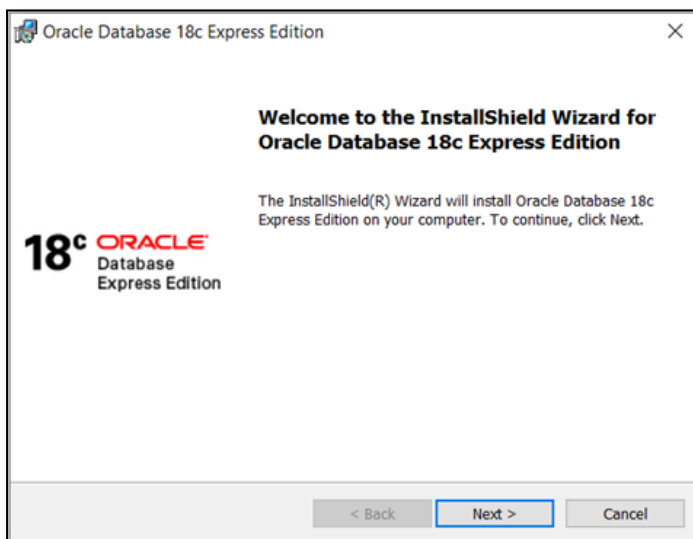 Oracle Database 18c Express Edition
Welcome to the InstallShield Wizard for
Oracle Database 18c Express Edition
The InstallShield(R) Wizard will install Oracle Database 18c
Express Edition on your computer. To continue, click Next.
18c ORACLE
Database
Express Edition
< Back Next > Cancel